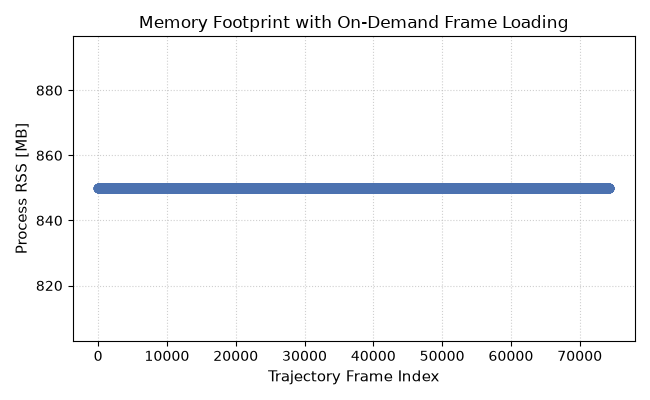 Memory Footprint with On-Demand Frame Loading
880
860
840
820
Process RSS [MB]
0 10000 20000 30000 40000 50000 60000 70000
Trajectory Frame Index